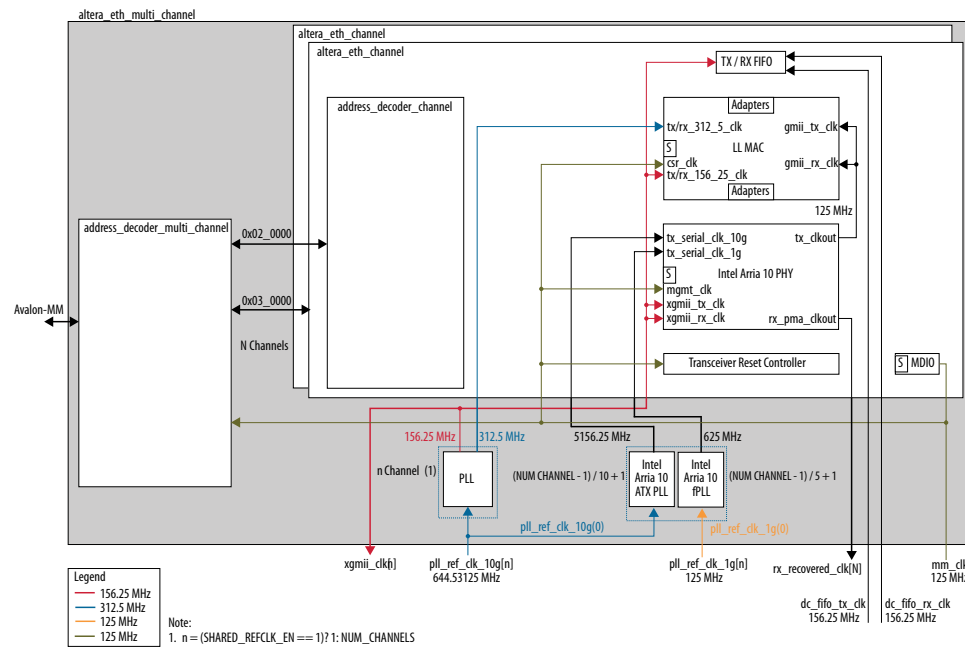 altera_eth_multi_channel
altera_eth_channel
altera_eth_channel
TX / RX FIFO
address_decoder_channel
Adapters
tx/rx_312_5_clk
gmii_tx_clk
S
LL MAC
csr_clk
gmii_rx_clk
tx/rx_156_25_clk
Adapters
125 MHz
address_decoder_multi_channel
0x02_0000
tx_serial_clk_10g
tx_clkout
tx_serial_clk_1g
S
Intel Arria 10 PHY
mgmt_clk
xgmii_tx_clk
xgmii_rx_clk
rx_pma_clkout
0x03_0000
Avalon-MM
N Channels
Transceiver Reset Controller
S
MDIO
156.25 MHz
312.5 MHz
5156.25 MHz
625 MHz
n Channel (1)
PLL
(NUM CHANNEL - 1) / 10 + 1
Intel
Arria 10
ATX PLL
Intel
Arria 10
fPLL
(NUM CHANNEL - 1) / 5 + 1
pll_ref_clk_10g(0)
pll_ref_clk_1g(0)
xgmii_clk[n]
pll_ref_clk_10g[n]
644.53125 MHz
pll_ref_clk_1g[n]
125 MHz
rx_recovered_clk[N]
mm_clk
125 MHz
dc_fifo_tx_clk
156.25 MHz
dc_fifo_rx_clk
156.25 MHz
Legend
156.25 MHz
312.5 MHz
125 MHz
125 MHz
Note:
1. n = (SHARED_REFCLK_EN == 1)? 1: NUM_CHANNELS